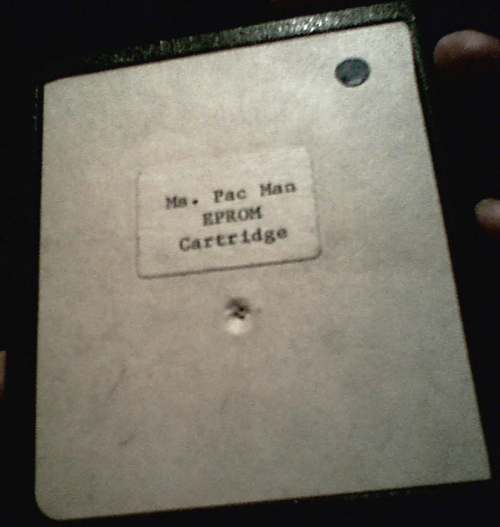 Ms. Pac Man
EPROM
Cartridge